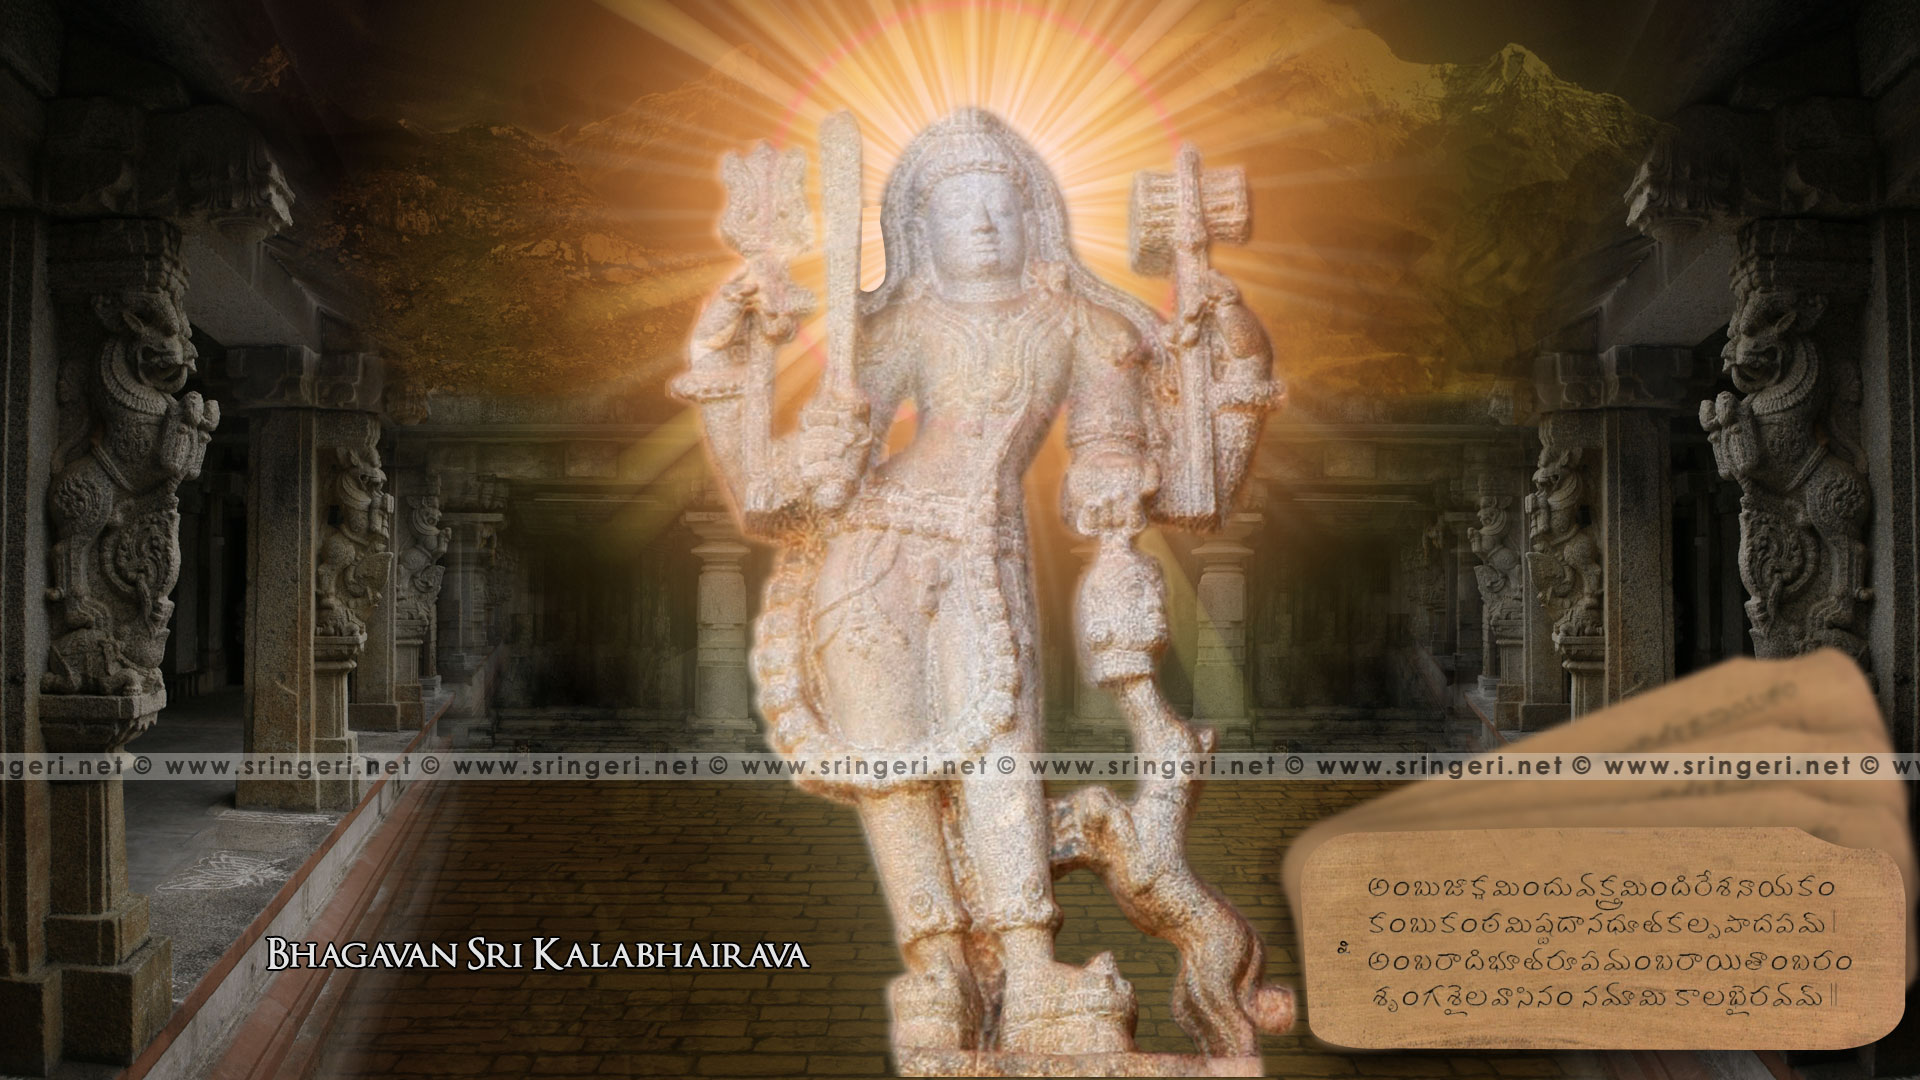 geri.net © www.sringeri.net © www.sringeri.net © www.sringeri.net © www.sringeri.net © www.sringeri.net © www.sringeri.net © w
Bhagavan Sri Kalabhairava
అంబుజాక్షమిందువక్త్రమిందిరేశనాయకం
కంబుకంఠమిష్టదానధూతకల్పపాదపమ్।
అంబరాదిభూతరూపమంబరాయితాంబరం
శృంగశైలవాసినం నమామి కాలభైరవమ్॥